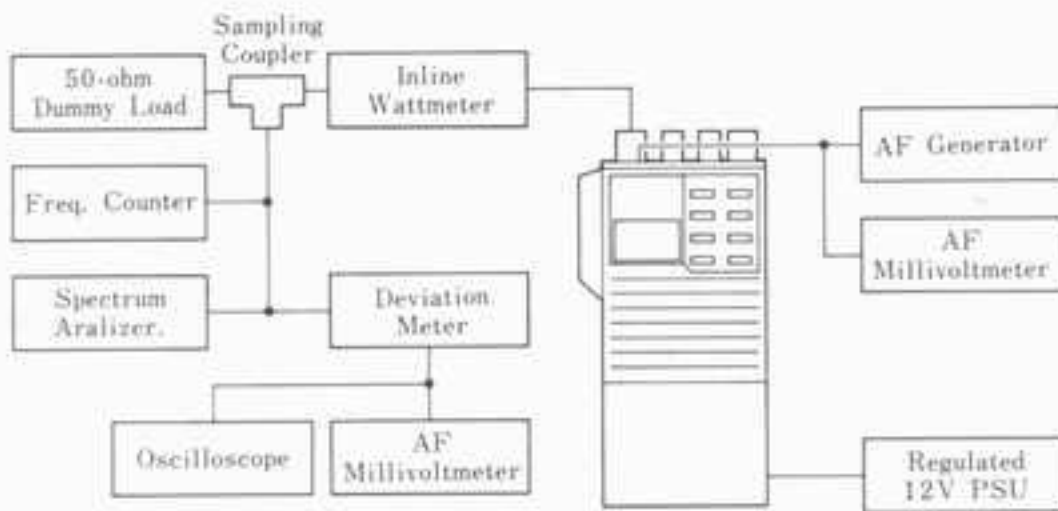 Sampling
Coupler
50-ohm
Dummy Load
Inline
Wattmeter
AF Generator
Freq. Counter
AF
Millivoltmeter
Spectrum
Aralizer.
Deviation
Meter
Oscilloscope
AF
Millivoltmeter
Regulated
12V PSU